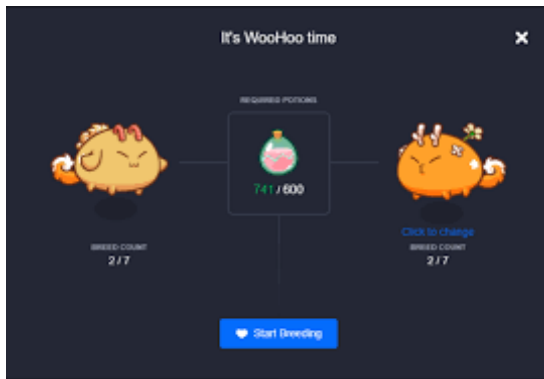 It's WooHoo time
REQUIRED POTIONS
741 / 600
Click to change
BREED COUNT
2 / 7
BREED COUNT
2 / 7
Start Breeding